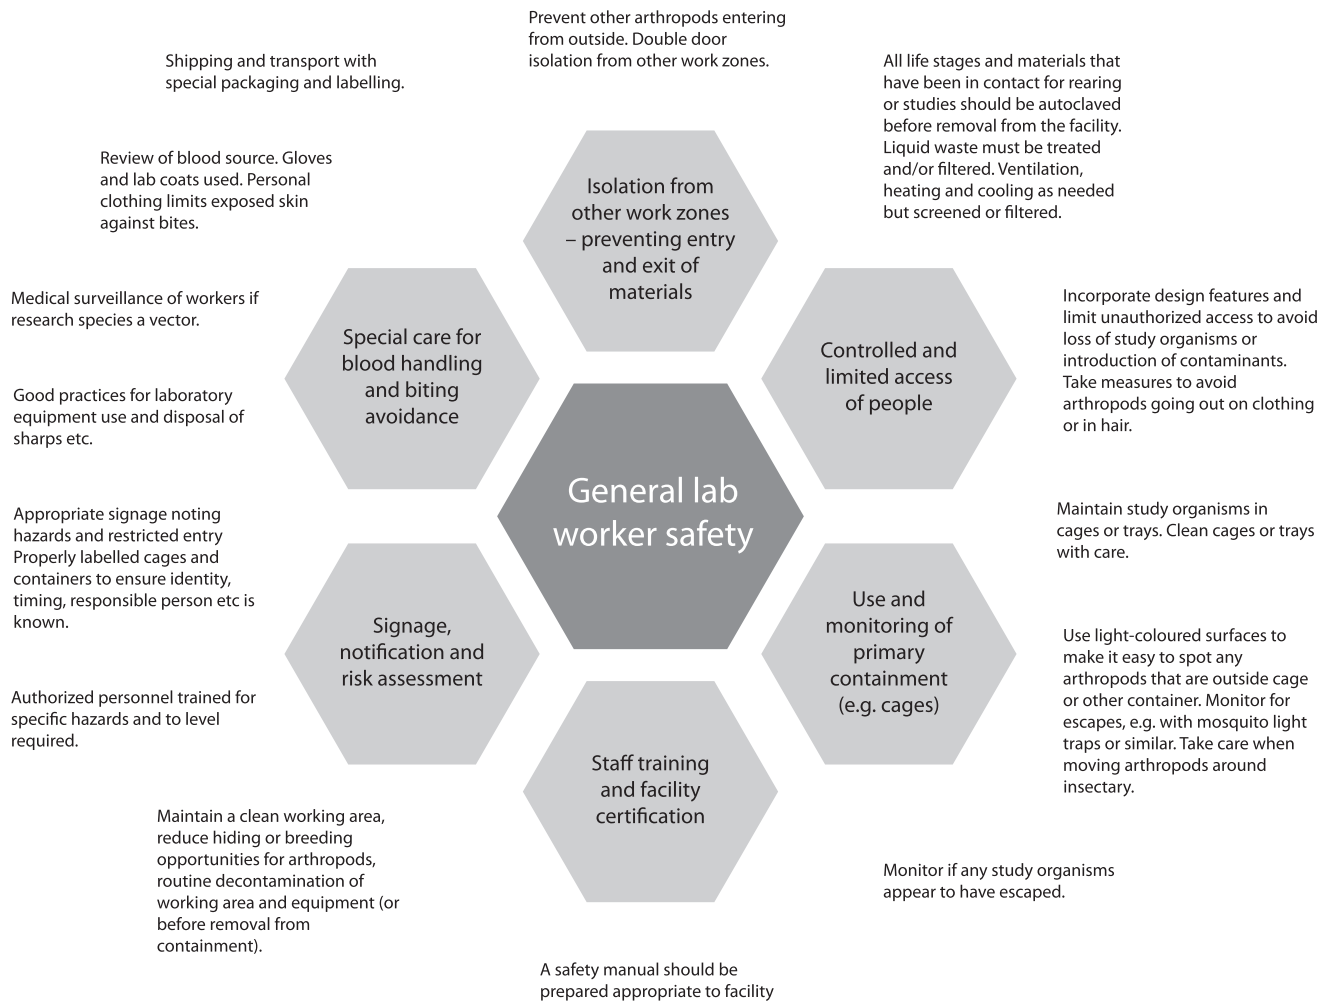 Prevent other arthropods entering
from outside. Double door
isolation from other work zones.
Shipping and transport with
special packaging and labelling.
All life stages and materials that
have been in contact for rearing
or studies should be autoclaved
before removal from the facility.
Liquid waste must be treated
and/or filtered. Ventilation,
heating and cooling as needed
but screened or filtered.
Review of blood source. Gloves
and lab coats used. Personal
clothing limits exposed skin
against bites.
Isolation from
other work zones
– preventing entry
and exit of
materials
Medical surveillance of workers if
research species a vector.
Special care for
blood handling
and biting
avoidance
Controlled and
limited access
of people
Incorporate design features and
limit unauthorized access to avoid
loss of study organisms or
introduction of contaminants.
Take measures to avoid
arthropods going out on clothing
or in hair.
Good practices for laboratory
equipment use and disposal of
sharps etc.
General lab
worker safety
Appropriate signage noting
hazards and restricted entry
Properly labelled cages and
containers to ensure identity,
timing, responsible person etc is
known.
Maintain study organisms in
cages or trays. Clean cages or trays
with care.
Signage,
notification and
risk assessment
Use and
monitoring of
primary
containment
(e.g. cages)
Use light-coloured surfaces to
make it easy to spot any
arthropods that are outside cage
or other container. Monitor for
escapes, e.g. with mosquito light
traps or similar. Take care when
moving arthropods around
insectary.
Authorized personnel trained for
specific hazards and to level
required.
Staff training
and facility
certification
Maintain a clean working area,
reduce hiding or breeding
opportunities for arthropods,
routine decontamination of
working area and equipment (or
before removal from
containment).
Monitor if any study organisms
appear to have escaped.
A safety manual should be
prepared appropriate to facility